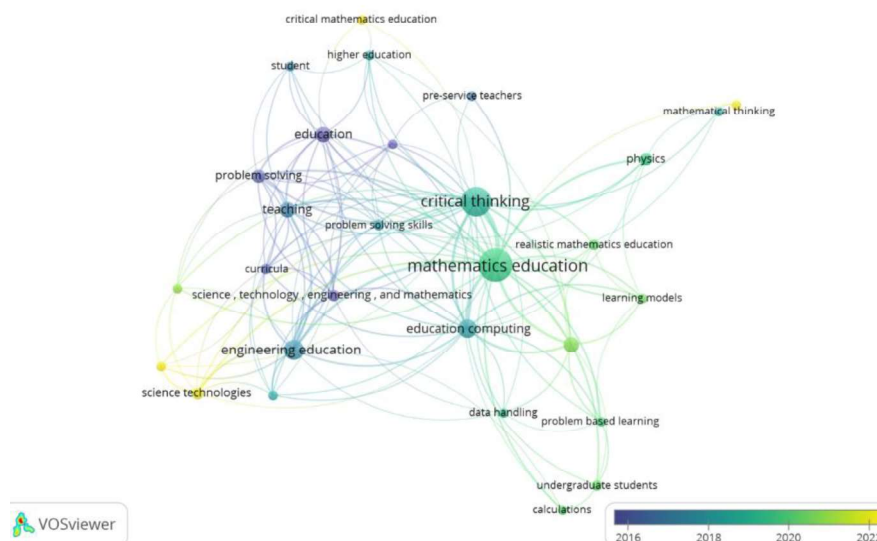 critical mathematics education
higher education
student
pre-service teachers
mathematical thinking
education
physics
problem solving
critical thinking
teaching
problem solving skills
realistic mathematics education
mathematics education
curricula
science , technology , engineering , and mathematics
learning models
education computing
engineering education
science technologies
data handling
problem based learning
undergraduate students
calculations
VOSviewer
2016 2018 2020